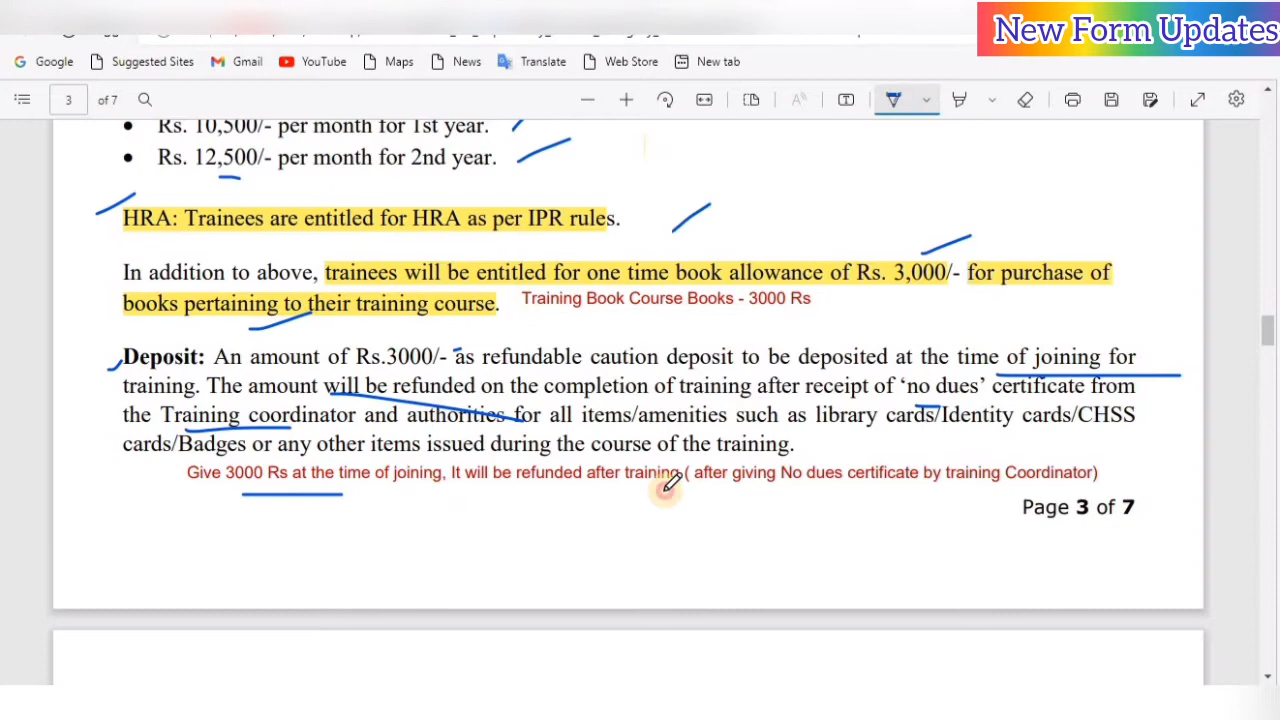 New Form Updates
Google Suggested Sites Gmail YouTube Maps News Translate Web Store New tab
3 of 7
• Rs. 10,500/- per month for 1st year.
• Rs. 12,500/- per month for 2nd year.
HRA: Trainees are entitled for HRA as per IPR rules.
In addition to above, trainees will be entitled for one time book allowance of Rs. 3,000/- for purchase of
books pertaining to their training course. Training Book Course Books - 3000 Rs
Deposit: An amount of Rs.3000/- as refundable caution deposit to be deposited at the time of joining for
training. The amount will be refunded on the completion of training after receipt of ‘no dues’ certificate from
the Training coordinator and authorities for all items/amenities such as library cards/Identity cards/CHSS
cards/Badges or any other items issued during the course of the training.
Give 3000 Rs at the time of joining, It will be refunded after training ( after giving No dues certificate by training Coordinator)
Page 3 of 7